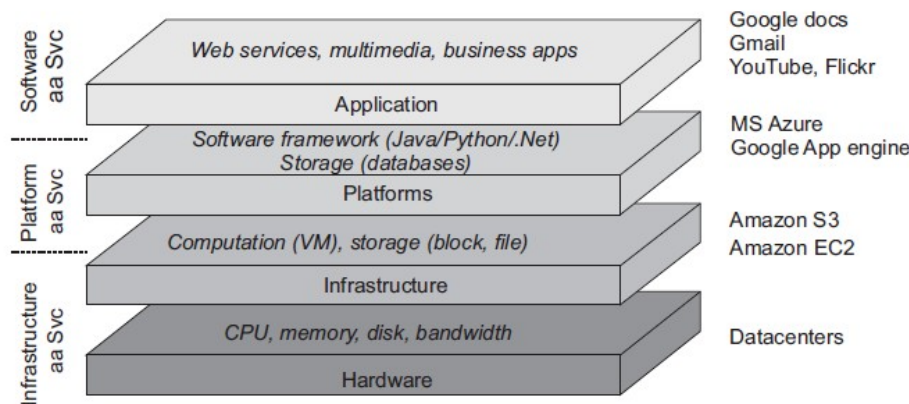 Software
aa Svc
Web services, multimedia, business apps
Application
Google docs
Gmail
YouTube, Flickr
Platform
aa Svc
Software framework (Java/Python/.Net)
Storage (databases)
Platforms
MS Azure
Google App engine
Infrastructure
aa Svc
Computation (VM), storage (block, file)
Infrastructure
Amazon S3
Amazon EC2
CPU, memory, disk, bandwidth
Hardware
Datacenters